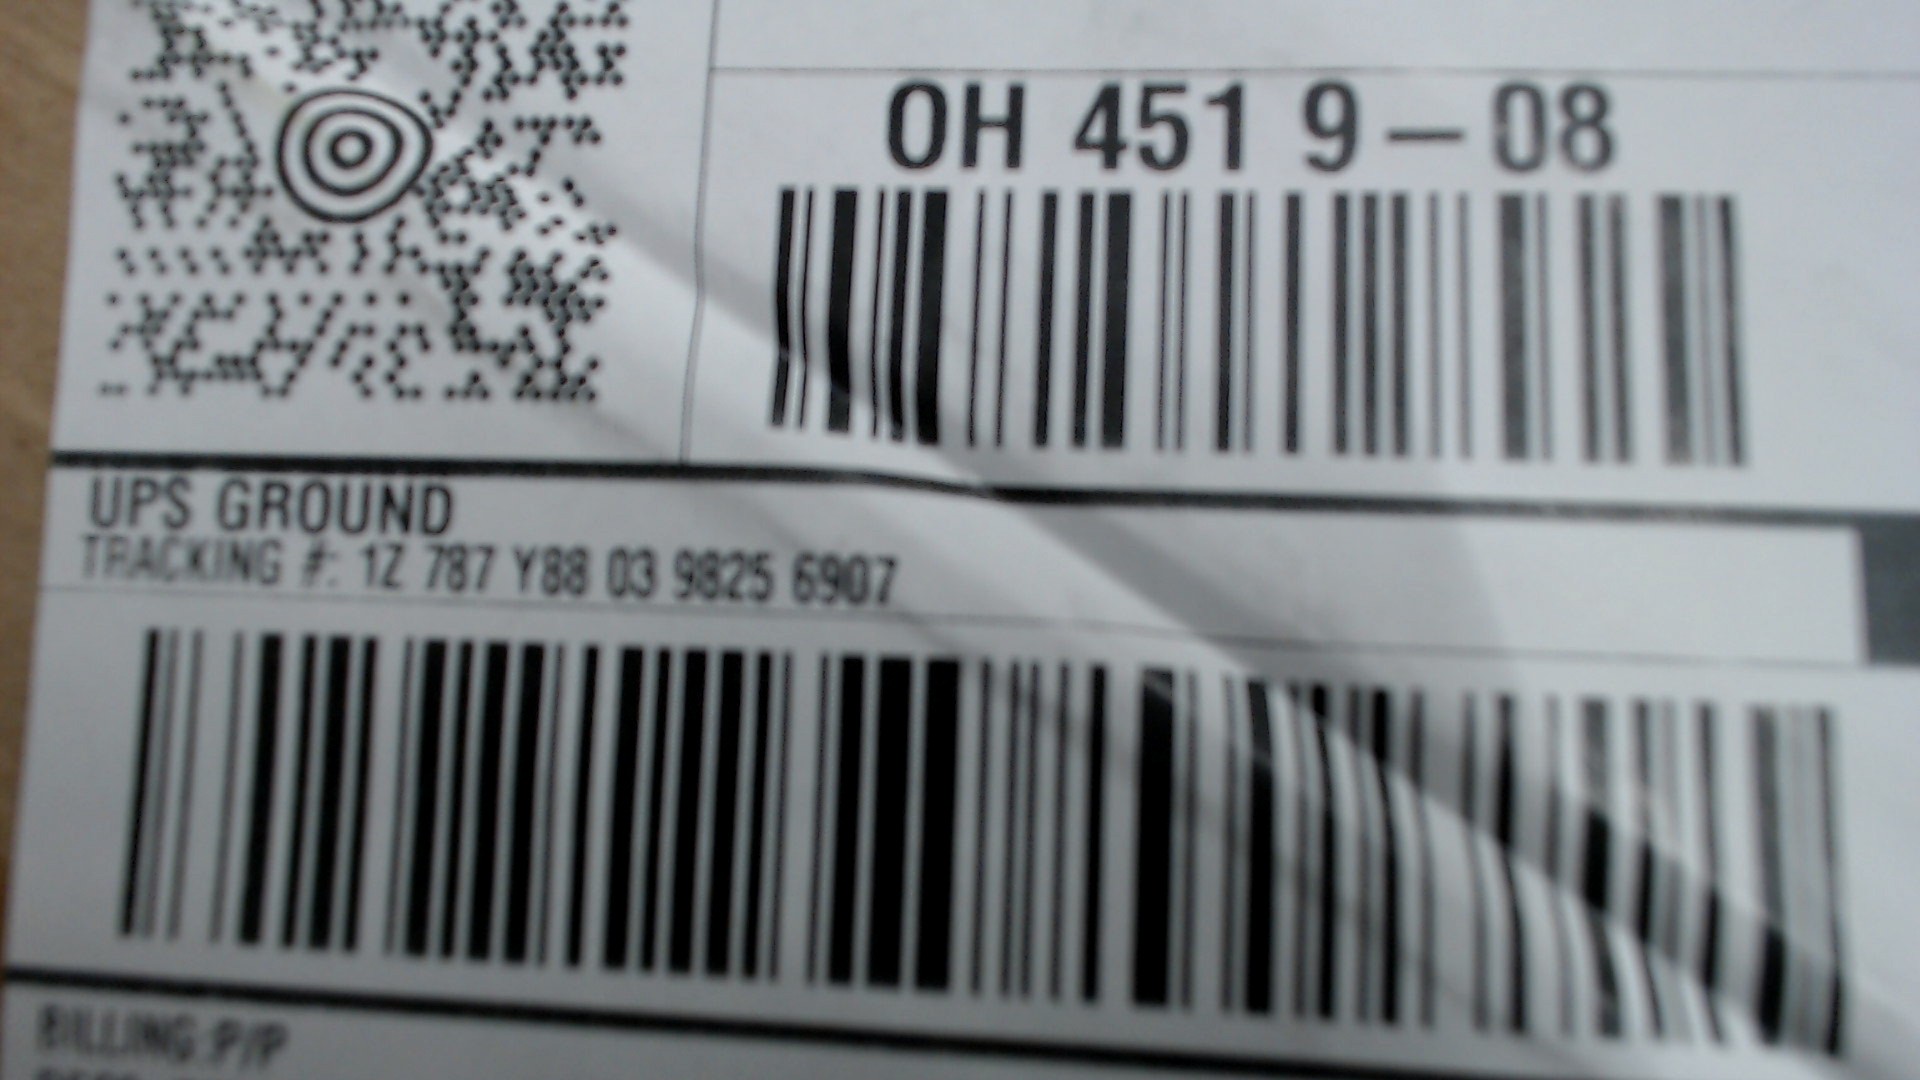 OH 451 9-08
UPS GROUND
TRACKING #: 1Z 787 Y88 03 9825 6907
BILLING: P/P